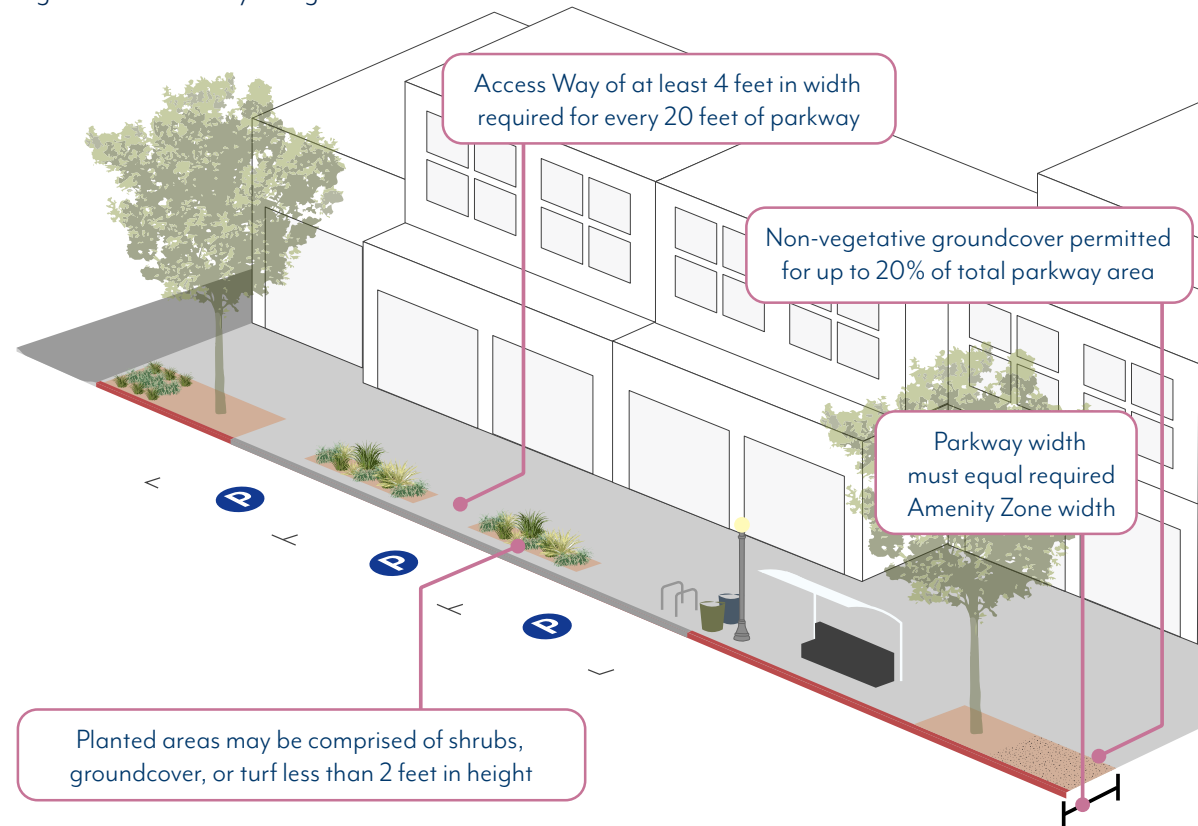 Access Way of at least 4 feet in width
required for every 20 feet of parkway
Non-vegetative groundcover permitted
for up to 20% of total parkway area
Parkway width
must equal required
Amenity Zone width
P
P
P
Planted areas may be comprised of shrubs,
groundcover, or turf less than 2 feet in height